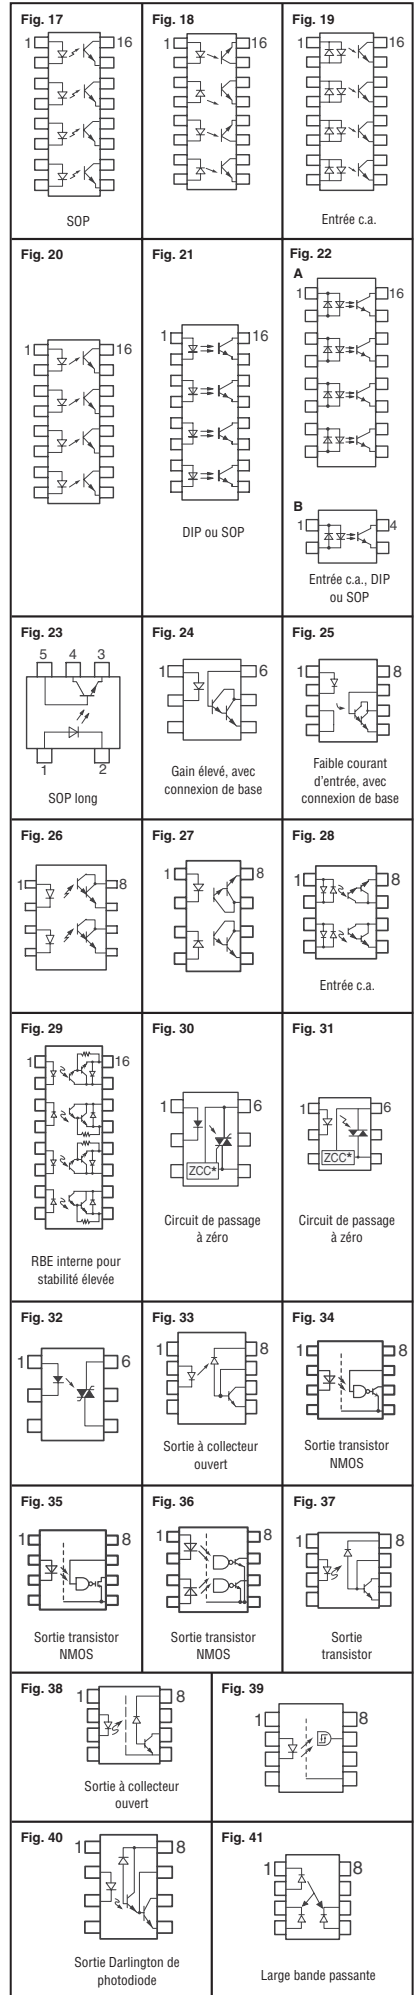 Fig. 17
1
16
SOP
Fig. 18
1
16
Fig. 19
1
16
Entrée c.a.
Fig. 20
1
16
Fig. 21
1
16
DIP ou SOP
Fig. 22
A
1
16
B
1
4
Entrée c.a., DIP
ou SOP
Fig. 23
5 4 3
1 2
SOP long
Fig. 24
1
6
Gain élevé, avec
connexion de base
Fig. 25
1
8
Faible courant
d’entrée, avec
connexion de base
Fig. 26
1
8
Fig. 27
1
8
Fig. 28
1
8
Entrée c.a.
Fig. 29
1
16
RBE interne pour
stabilité élevée
Fig. 30
1
6
ZCC*
Circuit de passage
à zéro
Fig. 31
1
6
ZCC*
Circuit de passage
à zéro
Fig. 32
1
6
Fig. 33
1
8
Sortie à collecteur
ouvert
Fig. 34
1
8
Sortie transistor
NMOS
Fig. 35
1
8
Sortie transistor
NMOS
Fig. 36
1
8
Sortie transistor
NMOS
Fig. 37
1
8
Sortie
transistor
Fig. 38
1
8
Sortie à collecteur
ouvert
Fig. 39
1
8
Fig. 40
1
8
Sortie Darlington de
photodiode
Fig. 41
1
8
Large bande passante